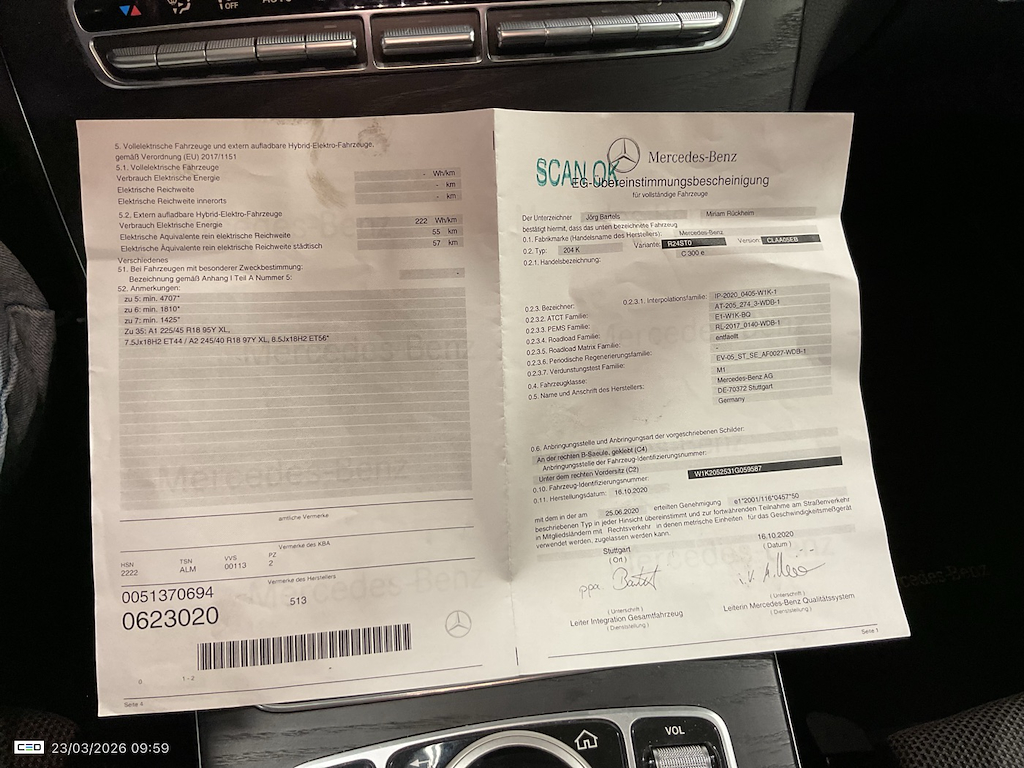 OFF
5. Vollelektrische Fahrzeuge und extern aufladbare Hybrid-Elektro-Fahrzeuge,
gemäß Verordnung (EU) 2017/1151
5.1. Vollelektrische Fahrzeuge
Verbrauch Elektrische Energie - Wh/km
Elektrische Reichweite - km
Elektrische Reichweite innerorts - km
5.2. Extern aufladbare Hybrid-Elektro-Fahrzeuge
Verbrauch Elektrische Energie 222 Wh/km
Elektrische Äquivalente rein elektrische Reichweite 55 km
Elektrische Äquivalente rein elektrische Reichweite städtisch 57 km
Verschiedenes
51. Bei Fahrzeugen mit besonderer Zweckbestimmung:
Bezeichnung gemäß Anhang I Teil A Nummer 5: -
52. Anmerkungen:
zu 5: min. 4707*
zu 6: min. 1810*
zu 7: min. 1425*
Zu 35: A1 225/45 R18 95Y XL,
7.5Jx18H2 ET44 / A2 245/40 R18 97Y XL, 8.5Jx18H2 ET56*
amtliche Vermerke
Vermerke des KBA
HSN TSN VVS PZ
2222 ALM 00113 2
Vermerke des Herstellers
0051370694
513
0623020
0 1 - 2
Seite 4
Mercedes-Benz
SCAN OK
EG-Übereinstimmungsbescheinigung
für vollständige Fahrzeuge
Der Unterzeichner Jörg Bartels Miriam Rückheim
bestätigt hiermit, dass das unten bezeichnete Fahrzeug
0.1. Fabrikmarke (Handelsname des Herstellers): Mercedes-Benz
0.2. Typ: 204 K Variante: R24ST0 Version: CLAA05EB
0.2.1. Handelsbezeichnung: C 300 e
0.2.3. Bezeichner: 0.2.3.1. Interpolationsfamilie: IP-2020_0405-W1K-1
0.2.3.2. ATCT Familie: AT-205_274_3-WDB-1
0.2.3.3. PEMS Familie: E1-W1K-BQ
0.2.3.4. Roadload Familie: RL-2017_0140-WDB-1
0.2.3.5. Roadload Matrix Familie: entfaellt
0.2.3.6. Periodische Regenerierungsfamilie: -
0.2.3.7. Verdunstungstest Familie: EV-05_ST_SE_AF0027-WDB-1
0.4. Fahrzeugklasse: M1
0.5. Name und Anschrift des Herstellers: Mercedes-Benz AG
DE-70372 Stuttgart
Germany
0.6. Anbringungsstelle und Anbringungsart der vorgeschriebenen Schilder:
An der rechten B-Saeule, geklebt (C4)
Anbringungsstelle der Fahrzeug-Identifizierungsnummer:
Unter dem rechten Vordersitz (C2)
0.10. Fahrzeug-Identifizierungsnummer: W1K2052531G059587
0.11. Herstellungsdatum: 16.10.2020
mit dem in der am 25.06.2020 erteilten Genehmigung e1*2001/116*0457*50
beschriebenen Typ in jeder Hinsicht übereinstimmt und zur fortwährenden Teilnahme am Straßenverkehr
in Mitgliedsländern mit Rechtsverkehr in denen metrische Einheiten für das Geschwindigkeitsmeßgerät
verwendet werden, zugelassen werden kann.
Stuttgart 16.10.2020
( Ort ) ( Datum )
ppa.
i.V.
( Unterschrift ) ( Unterschrift )
Leiter Integration Gesamtfahrzeug Leiterin Mercedes-Benz Qualitätssystem
( Dienststellung ) ( Dienststellung )
Seite 1
VOL
CEO 23/03/2026 09:59